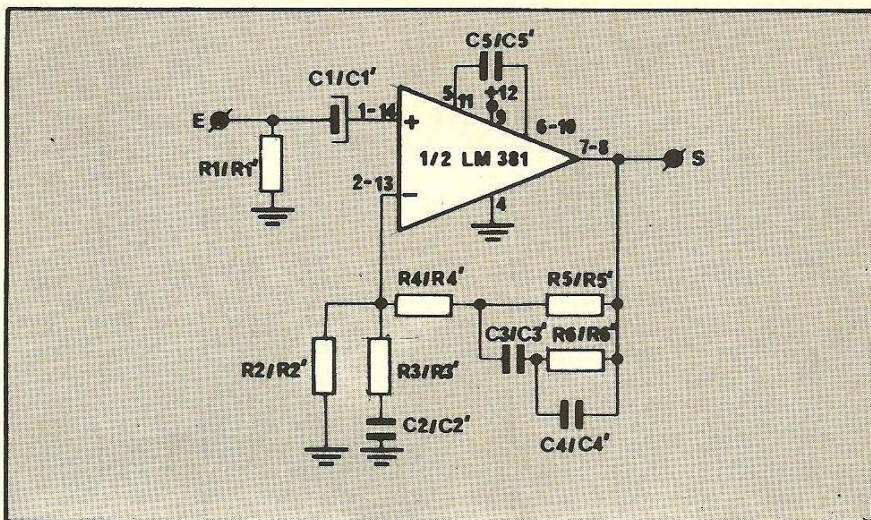 C5/C5'
C1/C1'
5
11
+12
9
1-14
+
6-10
E
7-8
S
1/2 LM 381
R1/R1'
2-13
−
4
R4/R4'
R5/R5'
C3/C3'
R6/R6'
R2/R2'
R3/R3'
C2/C2'
C4/C4'